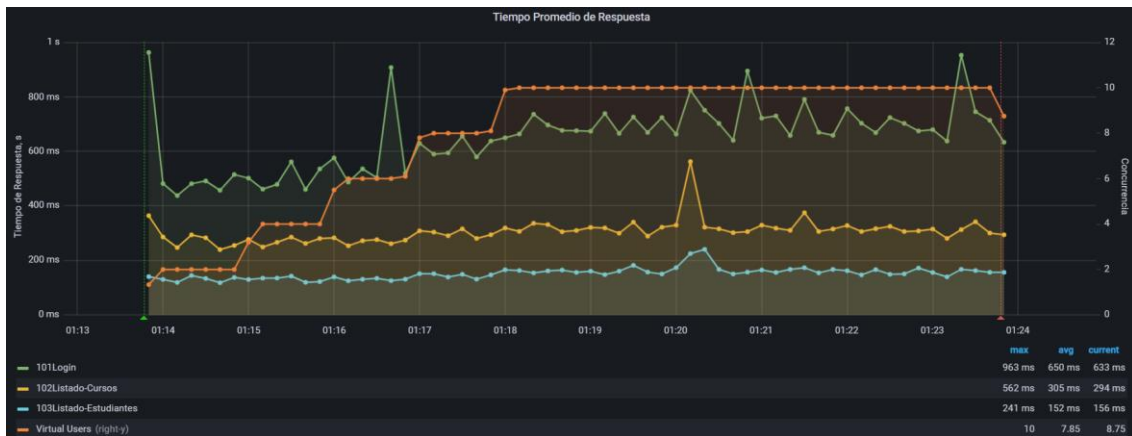 Tiempo Promedio de Respuesta
1 s
800 ms
600 ms
400 ms
200 ms
0 ms
Tiempo de Respuesta, s
12
10
8
6
4
2
0
Concurrencia
01:13 01:14 01:15 01:16 01:17 01:18 01:19 01:20 01:21 01:22 01:23 01:24
max avg current
101Login 963 ms 650 ms 633 ms
102Listado-Cursos 562 ms 305 ms 294 ms
103Listado-Estudiantes 241 ms 152 ms 156 ms
Virtual Users (right-y) 10 7.85 8.75